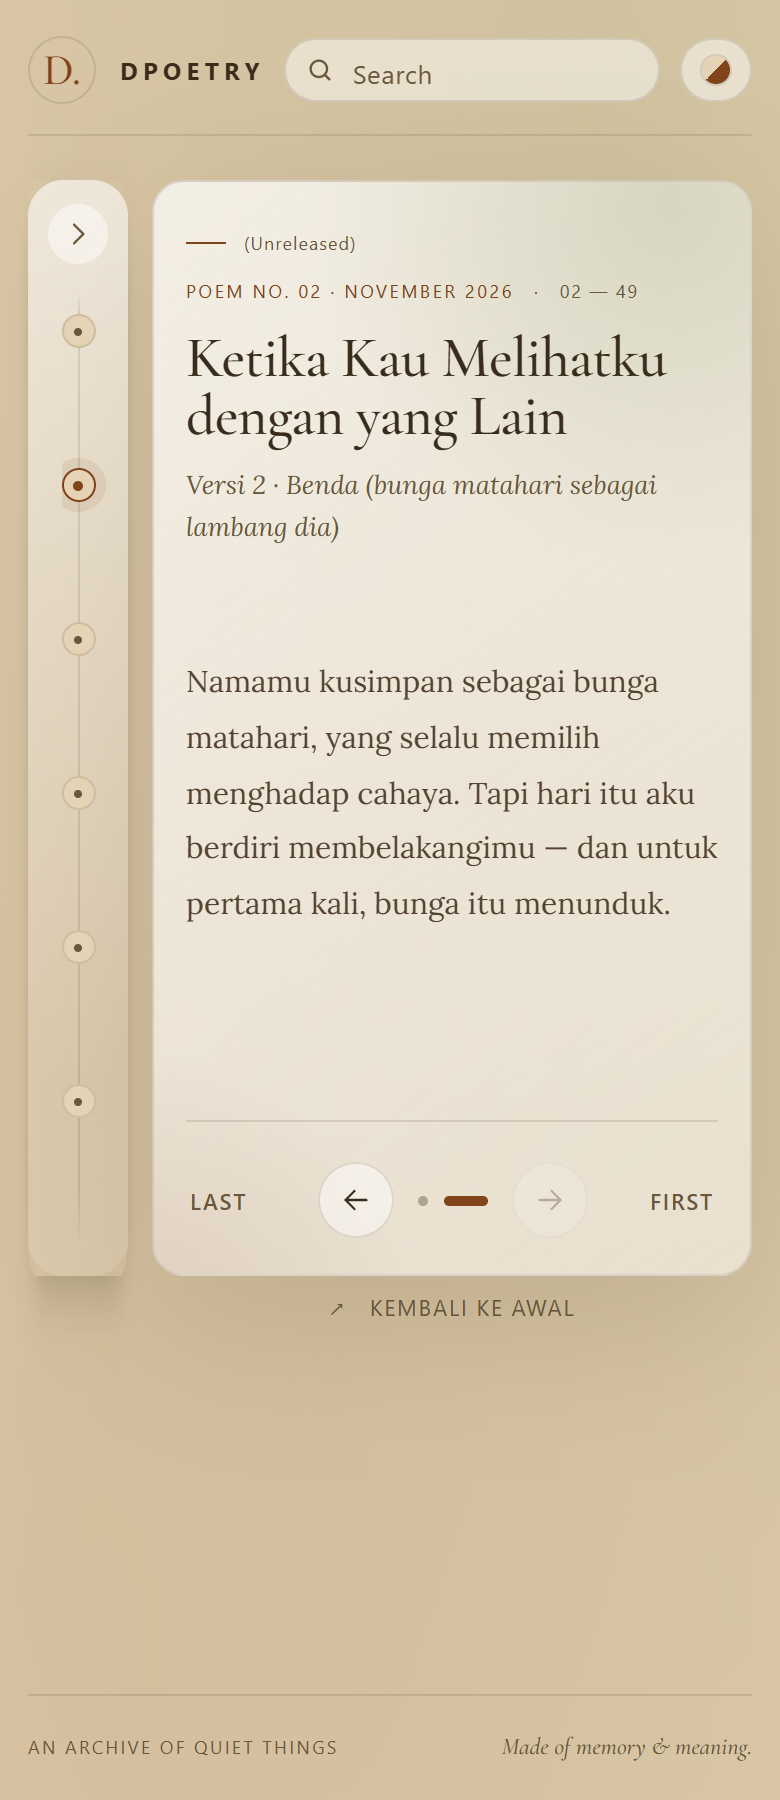 D.
DPOETRY
Search
(Unreleased)
POEM NO. 02 · NOVEMBER 2026 · 02 — 49
Ketika Kau Melihatku
dengan yang Lain
Versi 2 · Benda (bunga matahari sebagai
lambang dia)
Namamu kusimpan sebagai bunga
matahari, yang selalu memilih
menghadap cahaya. Tapi hari itu aku
berdiri membelakangimu — dan untuk
pertama kali, bunga itu menunduk.
LAST
FIRST
↗ KEMBALI KE AWAL
AN ARCHIVE OF QUIET THINGS
Made of memory & meaning.